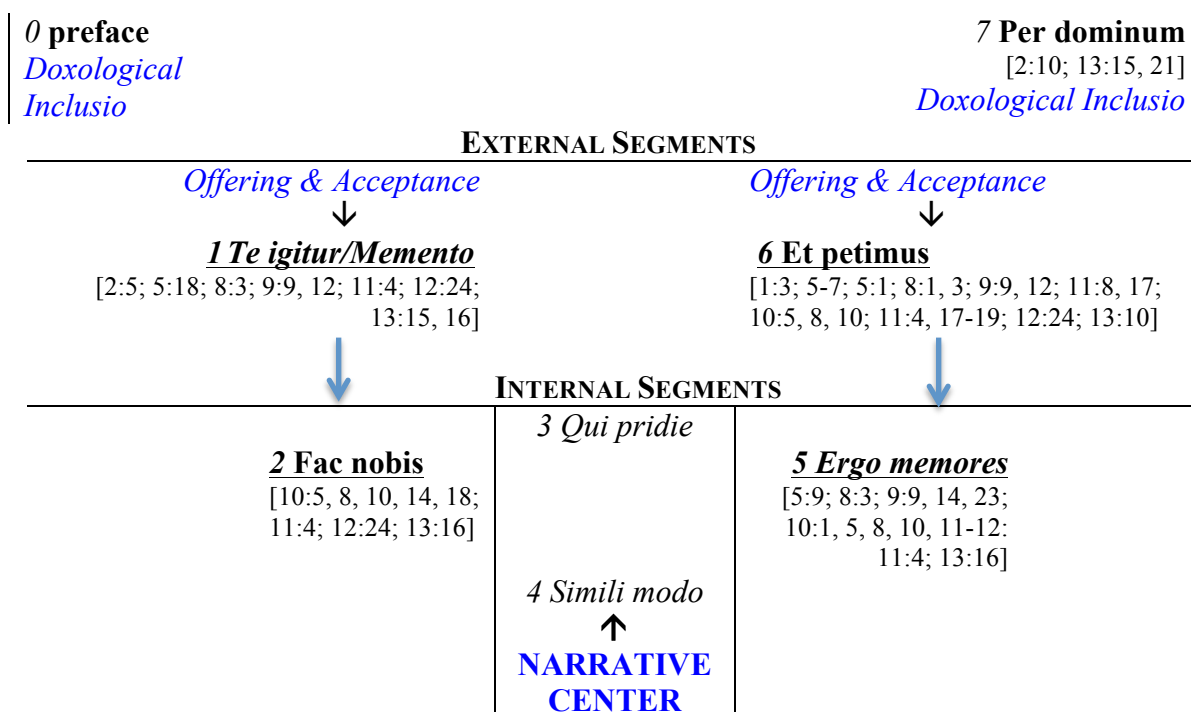 0 preface
Doxological
Inclusio
7 Per dominum
[2:10; 13:15, 21]
Doxological Inclusio
EXTERNAL SEGMENTS
Offering & Acceptance
↓
1 Te igitur/Memento
[2:5; 5:18; 8:3; 9:9, 12; 11:4; 12:24;
13:15, 16]
Offering & Acceptance
↓
6 Et petimus
[1:3; 5-7; 5:1; 8:1, 3; 9:9, 12; 11:8, 17;
10:5, 8, 10; 11:4, 17-19; 12:24; 13:10]
INTERNAL SEGMENTS
2 Fac nobis
[10:5, 8, 10, 14, 18;
11:4; 12:24; 13:16]
3 Qui pridie
4 Simili modo
↑
NARRATIVE
CENTER
5 Ergo memores
[5:9; 8:3; 9:9, 14, 23;
10:1, 5, 8, 10, 11-12:
11:4; 13:16]